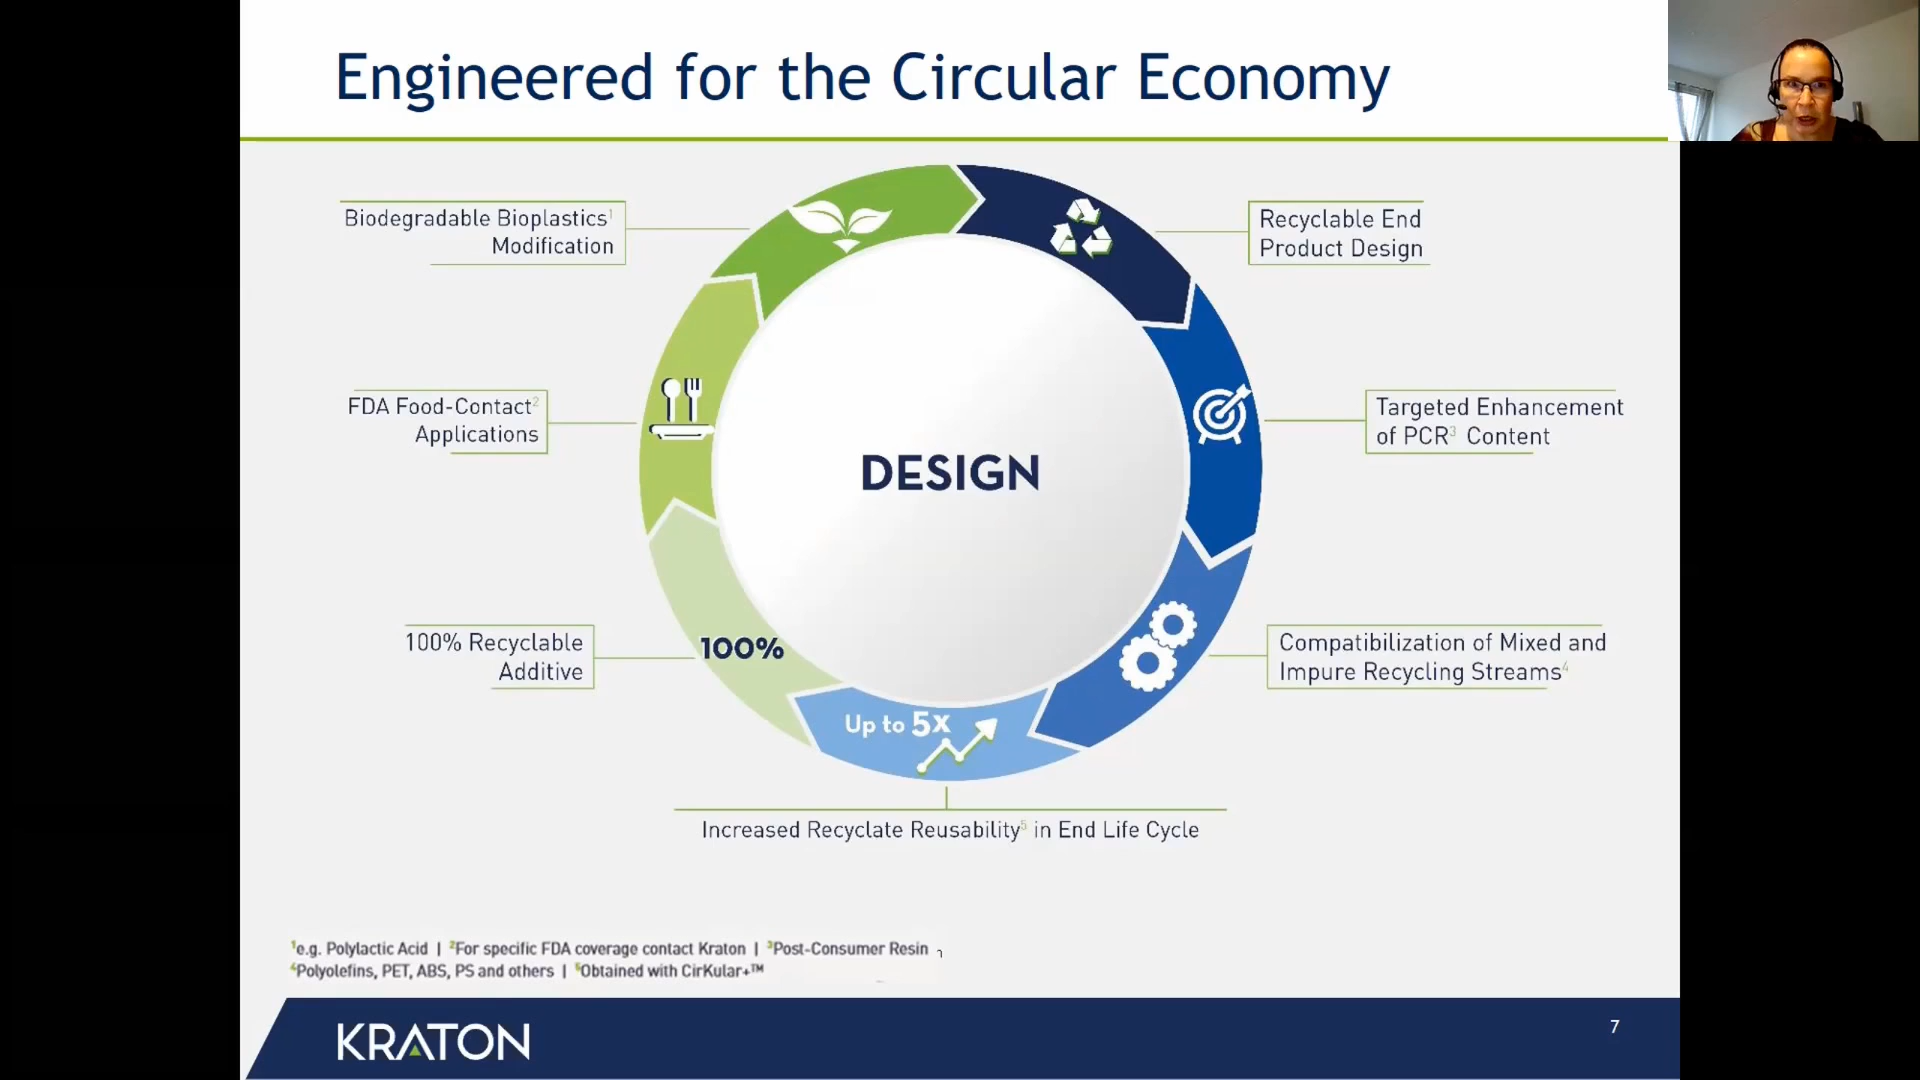 Engineered for the Circular Economy
Biodegradable Bioplastics¹
Modification
Recyclable End
Product Design
FDA Food-Contact²
Applications
Targeted Enhancement
of PCR³ Content
DESIGN
100% Recyclable
Additive
100%
Compatibilization of Mixed and
Impure Recycling Streams⁴
Up to 5x
Increased Recyclate Reusability⁵ in End Life Cycle
¹e.g. Polylactic Acid | ²For specific FDA coverage contact Kraton | ³Post-Consumer Resin
⁴Polyolefins, PET, ABS, PS and others | ⁵Obtained with CirKular+™
KRATON
7